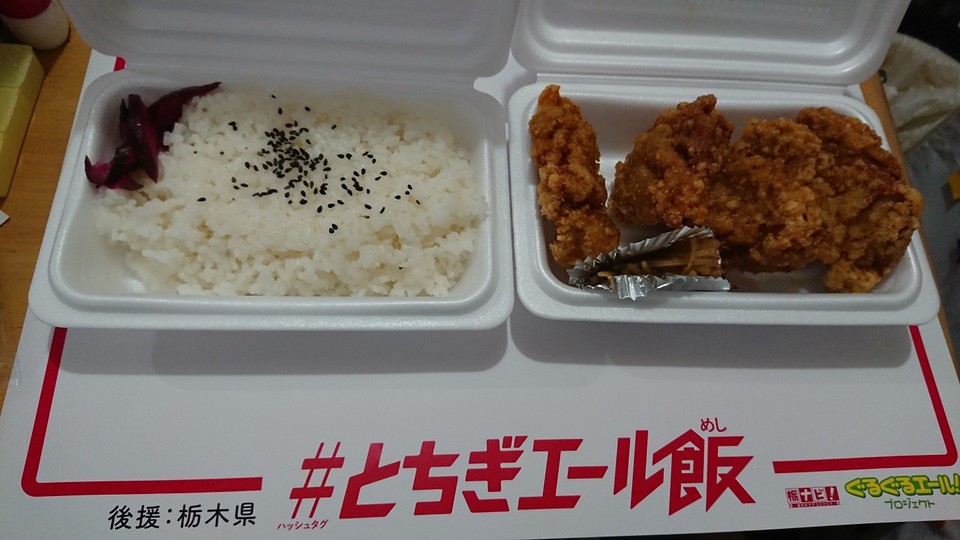 めし
#とちぎエール飯
ハッシュタグ
後援：栃木県
栃ナビ！
ぐるぐるエール！
プロジェクト